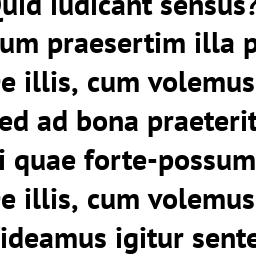 Quid iudicant sensus?
um praesertim illa p
e illis, cum volemus
ed ad bona praeterit
i quae forte-possum
e illis, cum volemus
ideamus igitur sente